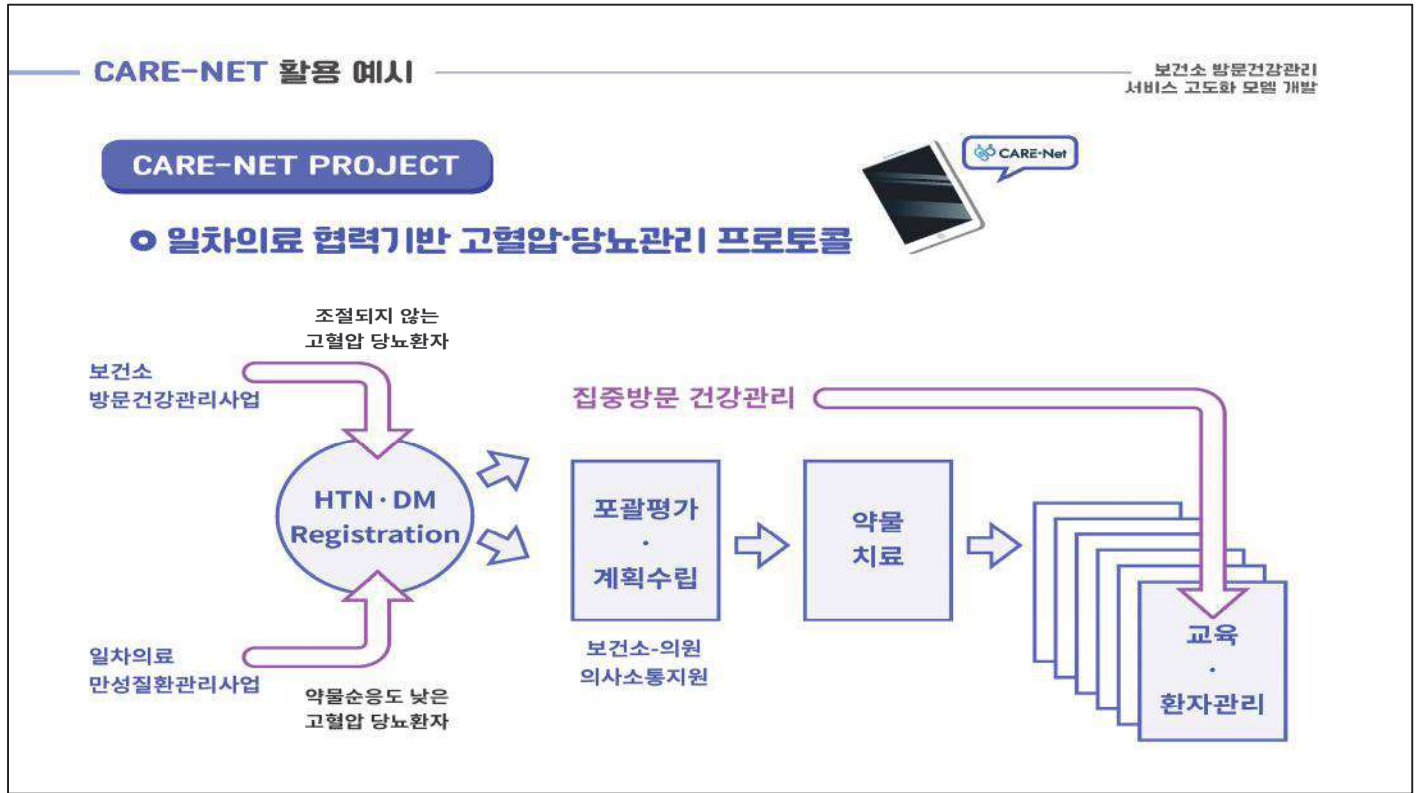 CARE-NET 활용 예시
보건소 방문건강관리
서비스 고도화 모델 개발
CARE-NET PROJECT
CARE-Net
o 일차의료 협력기반 고혈압·당뇨관리 프로토콜
조절되지 않는
고혈압 당뇨환자
보건소
방문건강관리사업
집중방문 건강관리
HTN·DM
Registration
포괄평가
·
계획수립
약물
치료
교육
·
환자관리
보건소-의원
의사소통지원
일차의료
만성질환관리사업
약물순응도 낮은
고혈압 당뇨환자